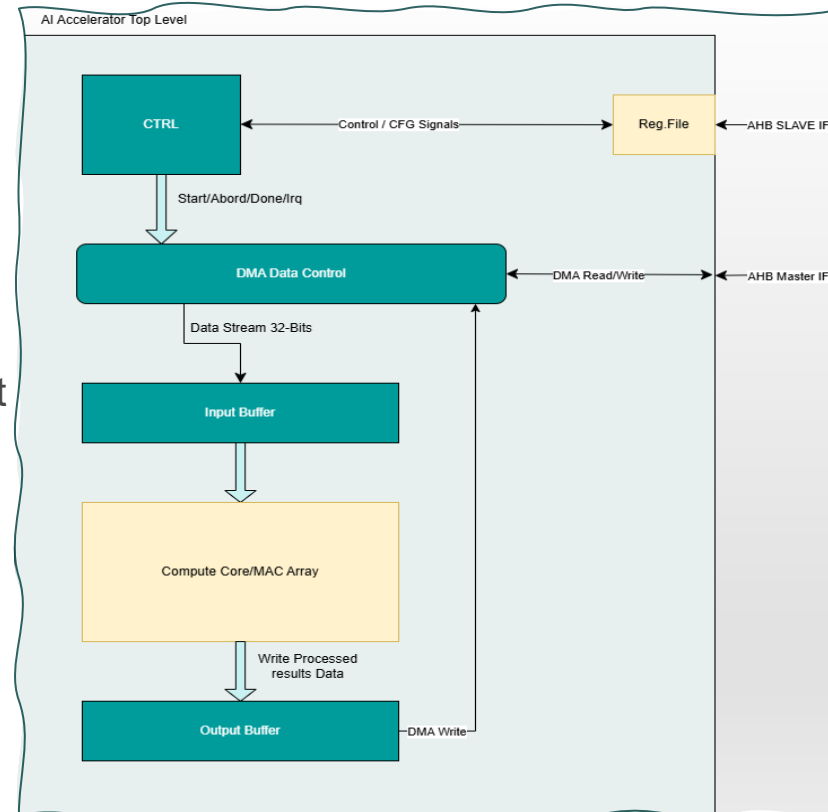 AI Accelerator Top Level
CTRL
Control / CFG Signals
Reg.File
AHB SLAVE IF
Start/Abord/Done/Irq
DMA Data Control
DMA Read/Write
AHB Master IF
Data Stream 32-Bits
t
Input Buffer
Compute Core/MAC Array
Write Processed
results Data
Output Buffer
DMA Write